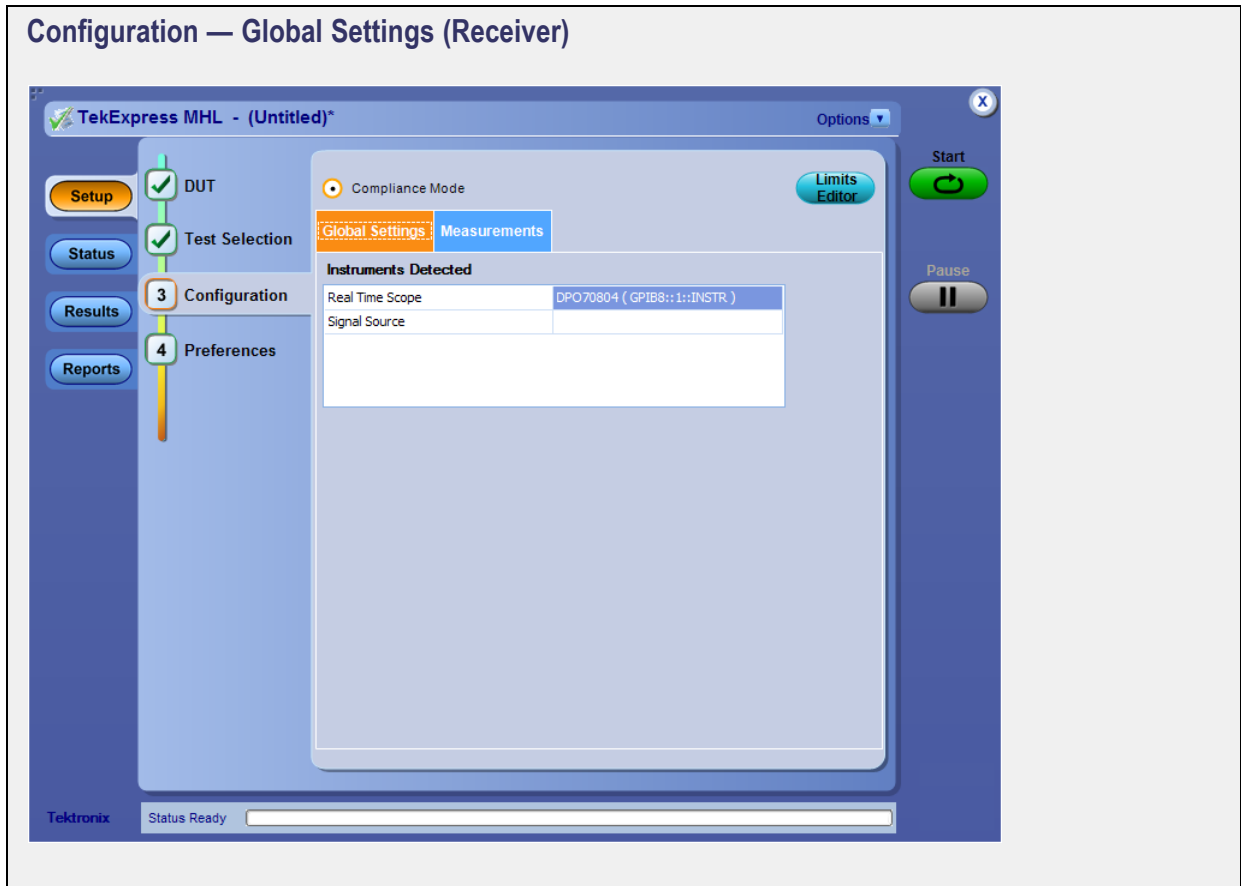 Configuration — Global Settings (Receiver)
TekExpress MHL - (Untitled)*
Options
X
Setup
Status
Results
Reports
DUT
Test Selection
3 Configuration
4 Preferences
Compliance Mode
Limits
Editor
Global Settings
Measurements
Instruments Detected
Real Time Scope
DPO70804 ( GPIB8::1::INSTR )
Signal Source
Start
Pause
Tektronix
Status Ready